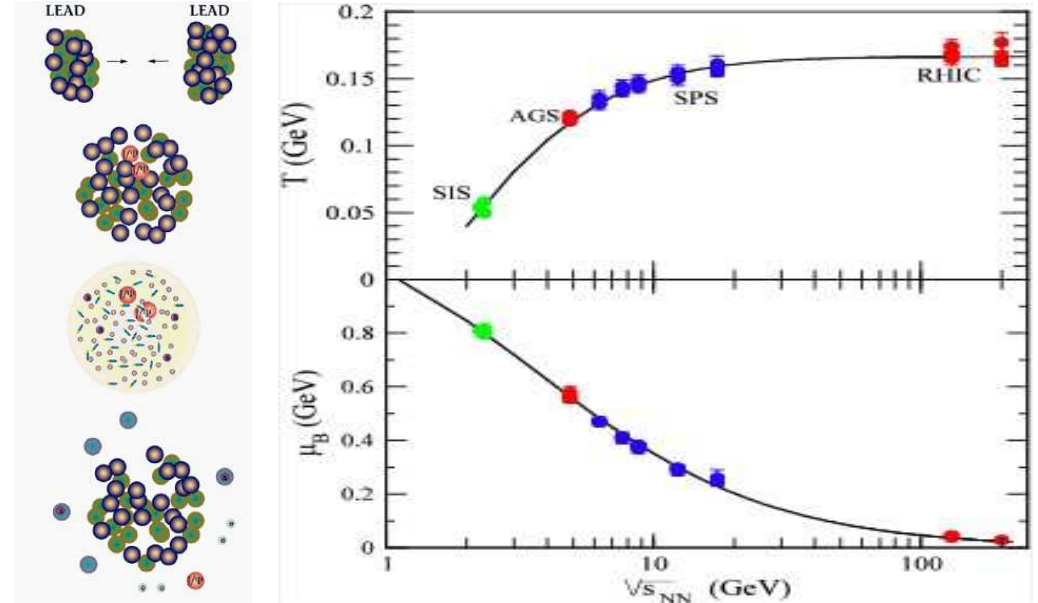 LEAD LEAD
J/ψ
J/ψ
J/ψ
J/ψ
J/ψ
T (GeV)
0.2
0.15
0.1
0.05
0
SIS
AGS
SPS
RHIC
μB (GeV)
0.8
0.6
0.4
0.2
0
1 10 100
√sNN (GeV)